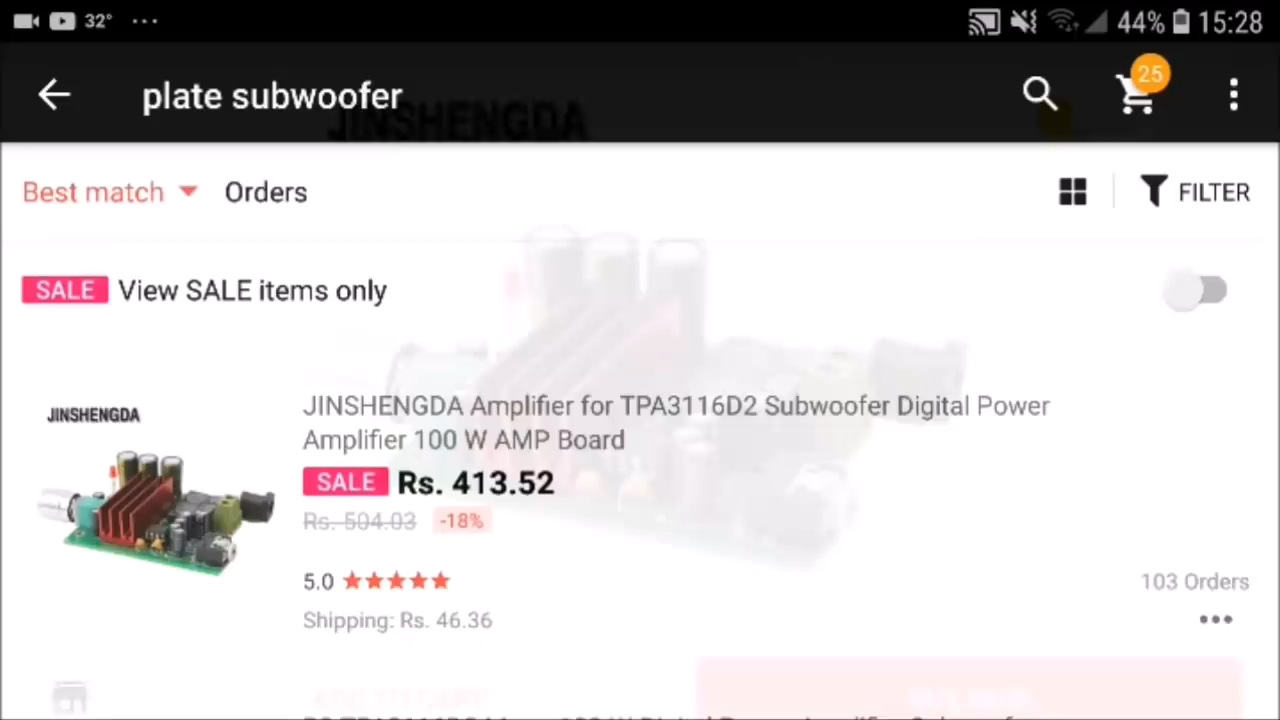 32°
44% 15:28
plate subwoofer
25
JINSHENGDA
Best match Orders
FILTER
SALE View SALE items only
JINSHENGDA
JINSHENGDA Amplifier for TPA3116D2 Subwoofer Digital Power
Amplifier 100 W AMP Board
SALE Rs. 413.52
Rs. 504.03 -18%
5.0
103 Orders
Shipping: Rs. 46.36